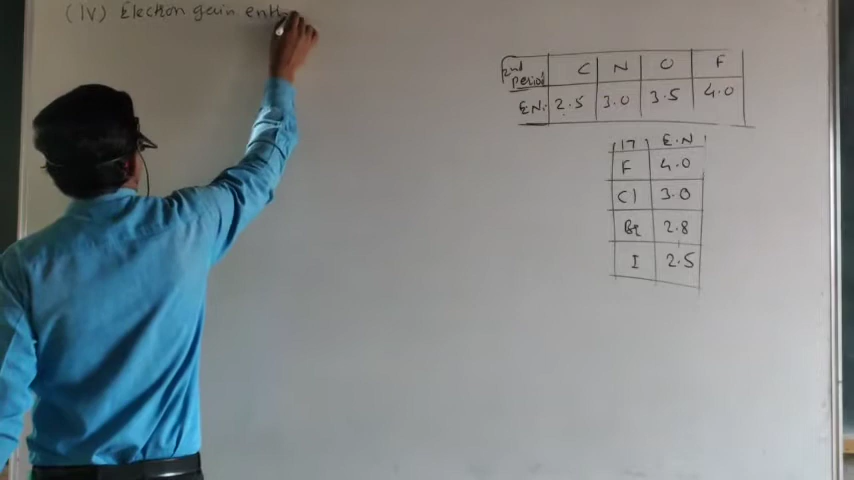 (IV) Electron gain enth
2nd period C N O F
E.N. 2.5 3.0 3.5 4.0
17 E.N
F 4.0
Cl 3.0
Br 2.8
I 2.5